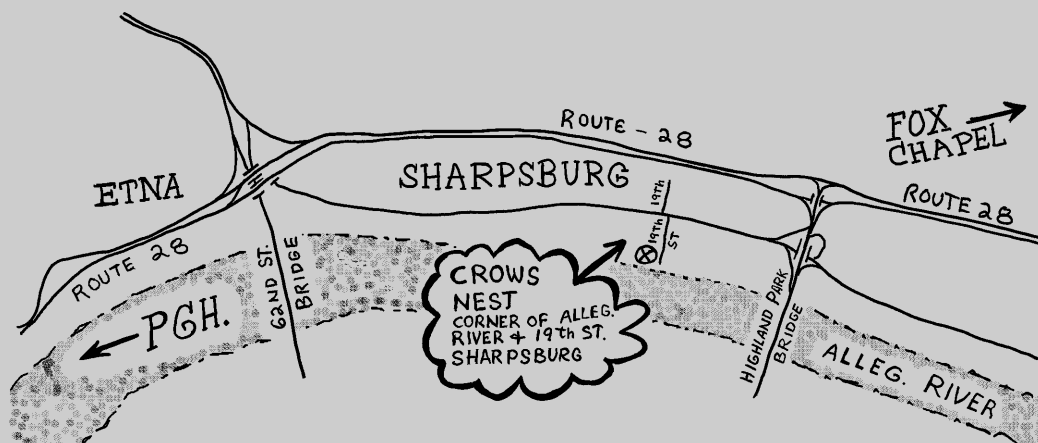 ROUTE - 28
FOX
CHAPEL
ETNA
SHARPSBURG
19TH
ROUTE 28
19TH
ST
ROUTE 28
62ND ST.
BRIDGE
PGH.
CROWS
NEST
CORNER OF ALLEG.
RIVER & 19th ST.
SHARPSBURG
HIGHLAND PARK
BRIDGE
ALLEG. RIVER